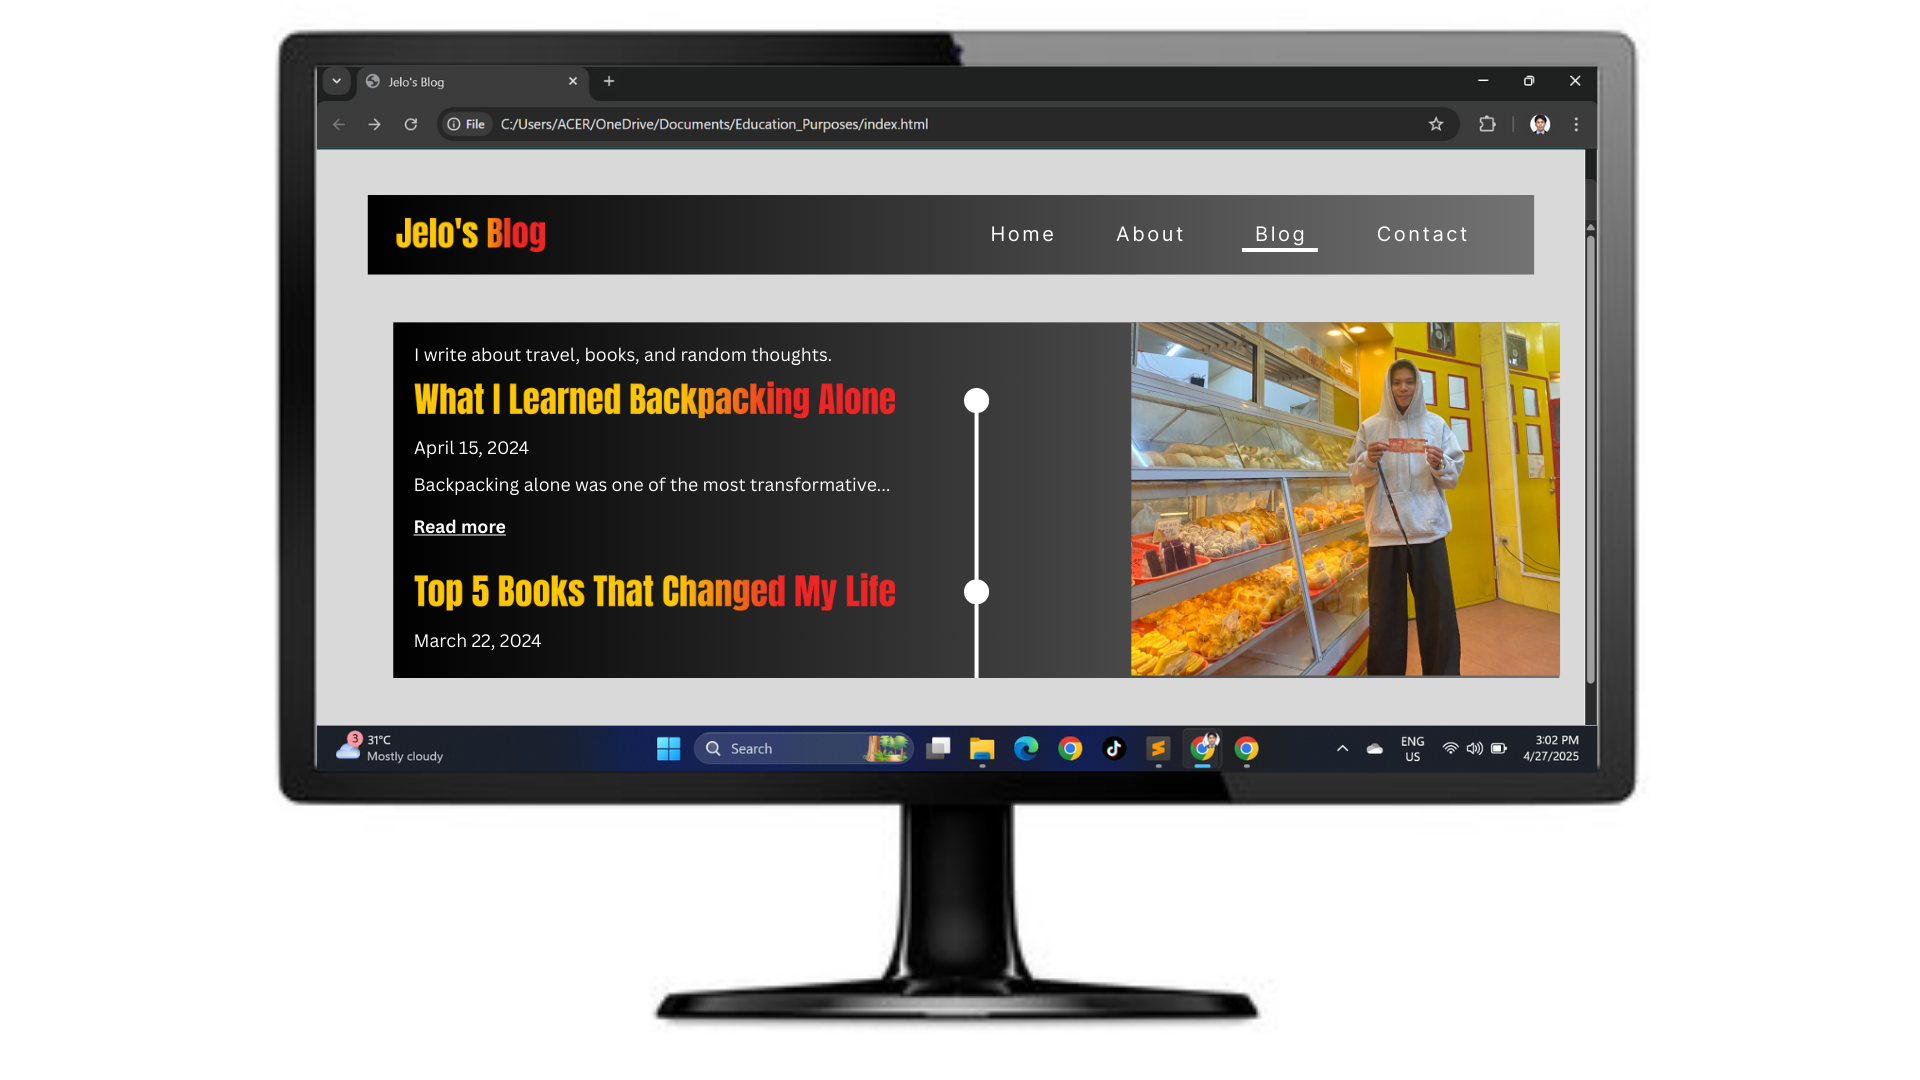 Jelo's Blog
File C:/Users/ACER/OneDrive/Documents/Education_Purposes/index.html
Jelo's Blog
Home About Blog Contact
I write about travel, books, and random thoughts.
What I Learned Backpacking Alone
April 15, 2024
Backpacking alone was one of the most transformative...
Read more
Top 5 Books That Changed My Life
March 22, 2024
3
31°C
Mostly cloudy
Search
ENG
US
3:02 PM
4/27/2025